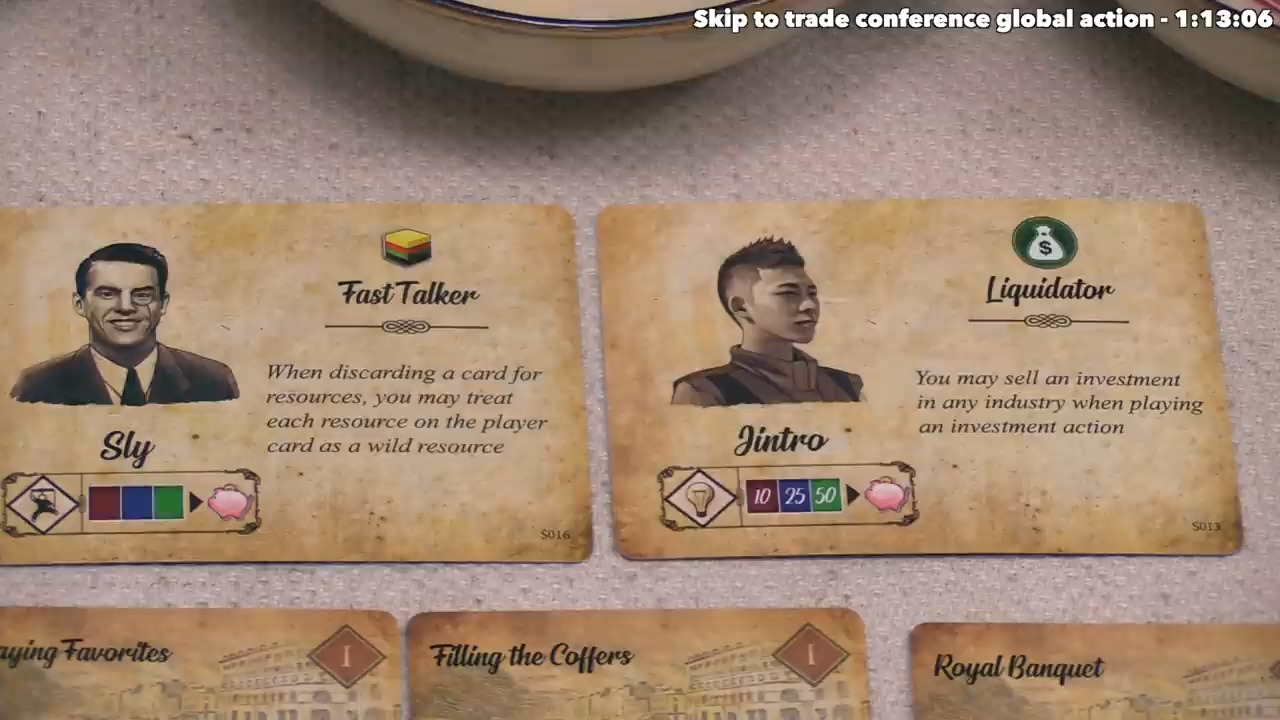 Skip to trade conference global action - 1:13:06
Fast Talker
When discarding a card for
resources, you may treat
each resource on the player
card as a wild resource
Sly
S016
$
Liquidator
You may sell an investment
in any industry when playing
an investment action
Jintro
10 25 50
S013
aying Favorites
I
Filling the Coffers
I
Royal Banquet